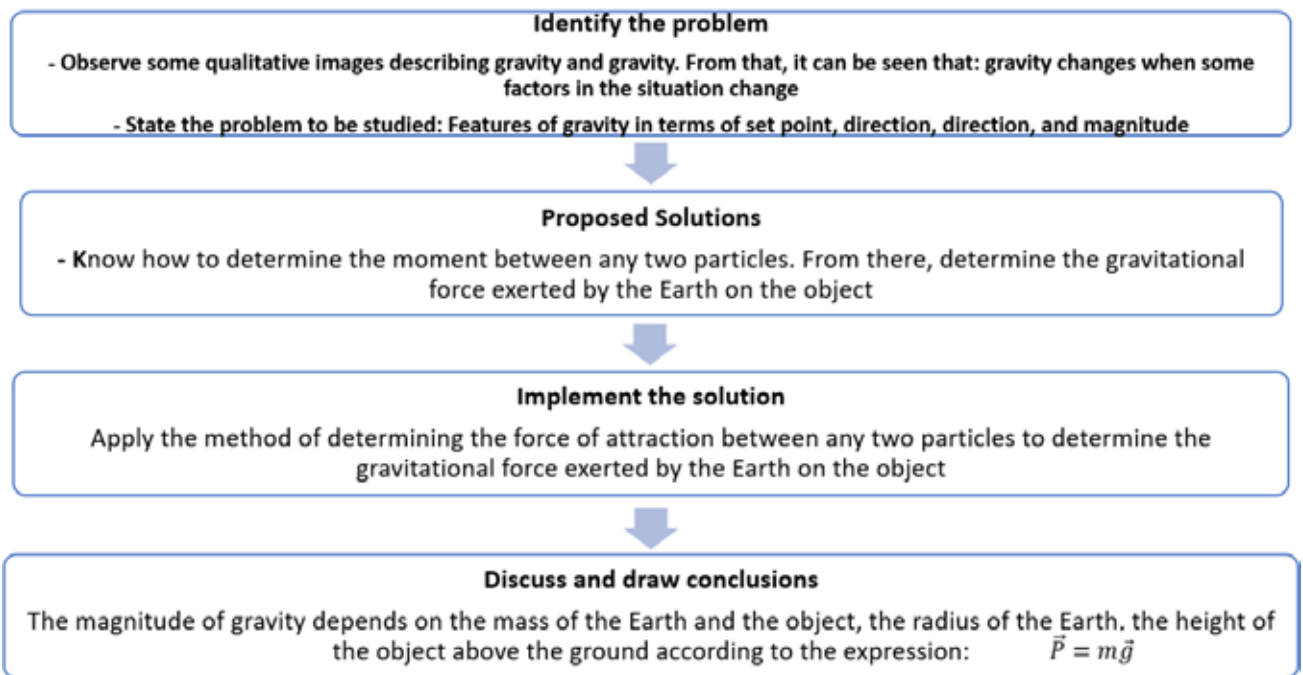 Identify the problem
- Observe some qualitative images describing gravity and gravity. From that, it can be seen that: gravity changes when some
factors in the situation change
- State the problem to be studied: Features of gravity in terms of set point, direction, direction, and magnitude
Proposed Solutions
- Know how to determine the moment between any two particles. From there, determine the gravitational
force exerted by the Earth on the object
Implement the solution
Apply the method of determining the force of attraction between any two particles to determine the
gravitational force exerted by the Earth on the object
Discuss and draw conclusions
The magnitude of gravity depends on the mass of the Earth and the object, the radius of the Earth, the height of
the object above the ground according to the expression: $\vec{P} = m\vec{g}$